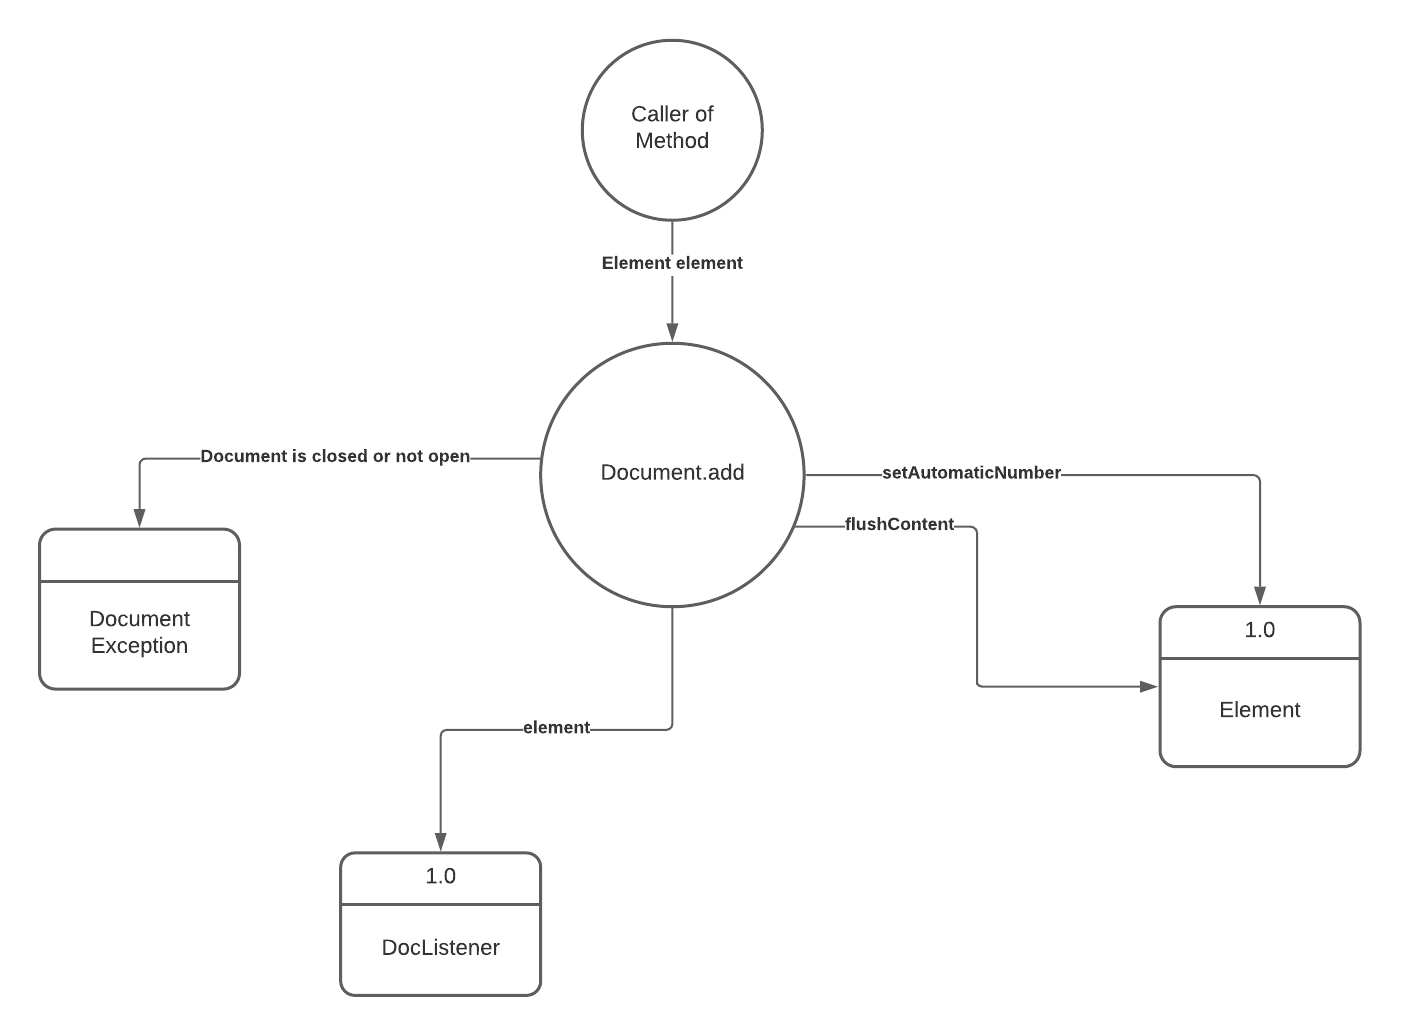 Caller of
Method
Element element
Document is closed or not open
Document.add
setAutomaticNumber
flushContent
Document
Exception
1.0
Element
element
1.0
DocListener